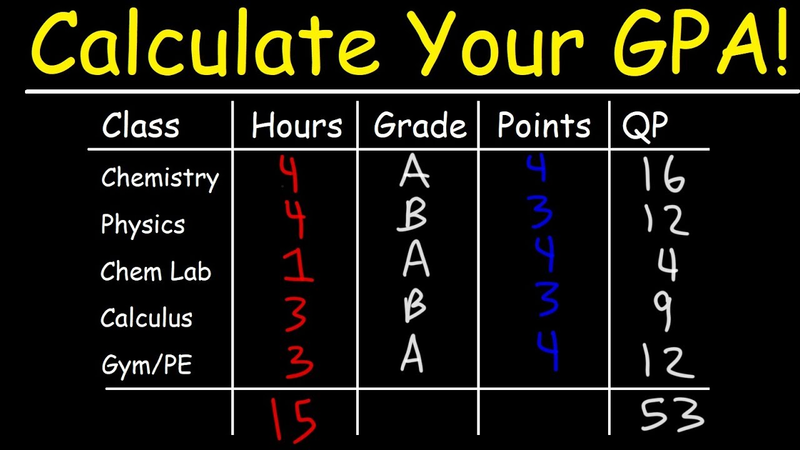 Calculate Your GPA!
Class Hours Grade Points QP
Chemistry 4 A 4 16
Physics 4 B 3 12
Chem Lab 1 A 4 4
Calculus 3 B 3 9
Gym/PE 3 A 4 12
15 53